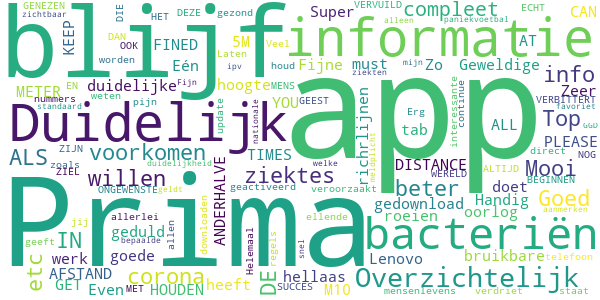 blijf
informatie
Duidelijk
app
Prima
bacteriën
Overzichtelijk
zichtbaar
GENEZEN
DIE
HET
VERVUILD
alleen
paniekvoetbal
ECHT
KEEP
DEZE
gezond
Super
compleet
CAN
DAN
OOK
FINED
5M
Veel
Laten
AT
worden
Eén
ipv
houd
Fijne
must
Zo
Geweldige
ziekten
mijn
METER
EN
duidelijke
Fijn
hoogte
MENS
info
VERBITTERT
favoriet
nummers
weten
pijn
YOU
GEEST
Zeer
standaard
update
nationale
richtlijnen
Erg
tab
interessante
continue
ALL
Top
GGD
direct
PLEASE
NOG
ZIJN
voorkomen
TIMES
meldplicht
ALS
zoals
ZIEL
duidelijkheid
welke
DISTANCE
Mooi
ONGEWENSTE
geldt
willen
ziektes
beter
WERELD
ALTIJD
BEGINNEN
geactiveerd
veroorzaakt
doet
ANDERHALVE
downloaden
gedownload
Handig
Goed
etc
jij
allerlei
allen
roeien
oorlog
aanmerken
IN
geduld
Helemaal
regels
ellende
geeft
bepaalde
DE
werk
goede
hellaas
Lenovo
bruikbare
telefoon
AFSTAND
corona
snel
GET
Even
MET
HOUDEN
heeft
SUCCES
M10
mensenlevens
verdriet
staat